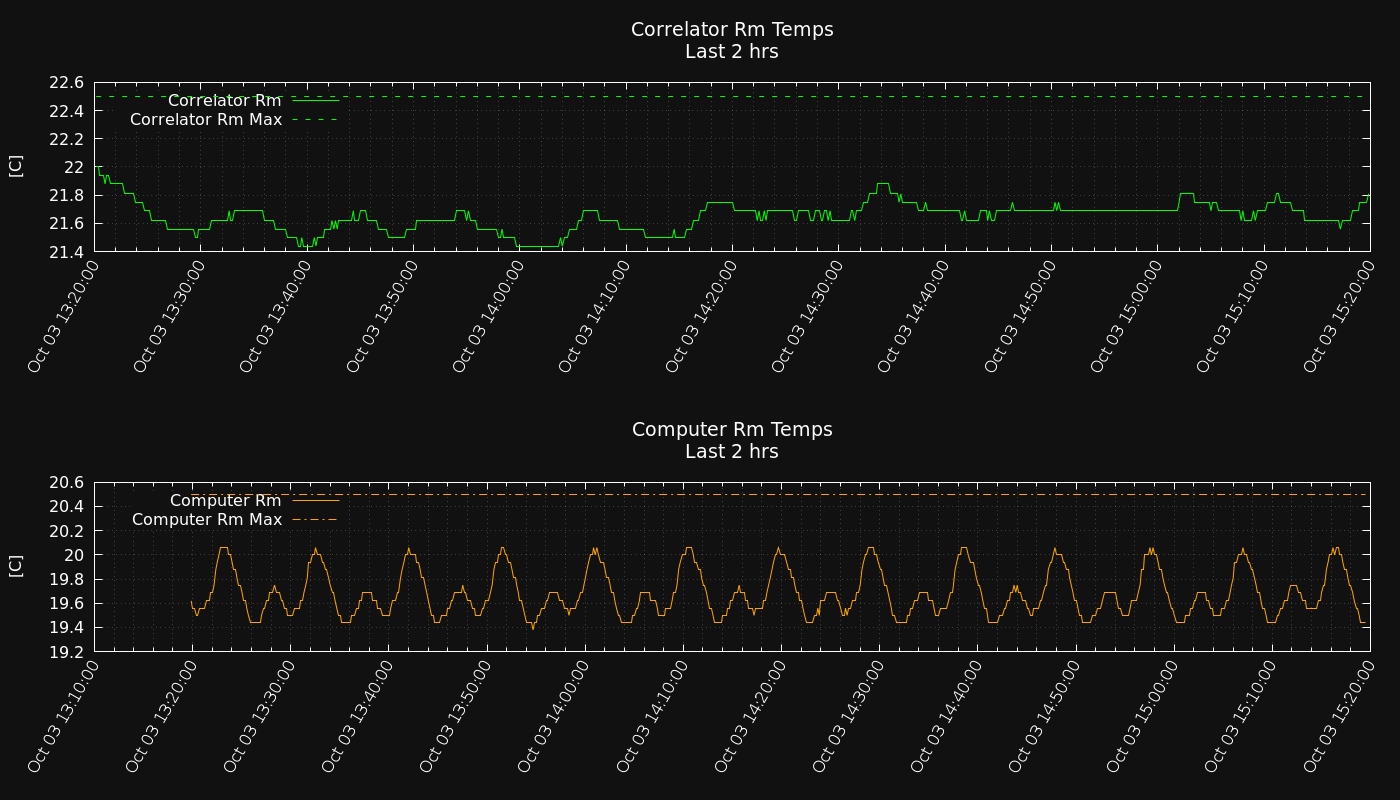 Correlator Rm Temps
Last 2 hrs
22.6
22.4
22.2
22
21.8
21.6
21.4
[C]
Correlator Rm
Correlator Rm Max
Oct 03 13:20:00
Oct 03 13:30:00
Oct 03 13:40:00
Oct 03 13:50:00
Oct 03 14:00:00
Oct 03 14:10:00
Oct 03 14:20:00
Oct 03 14:30:00
Oct 03 14:40:00
Oct 03 14:50:00
Oct 03 15:00:00
Oct 03 15:10:00
Oct 03 15:20:00
Computer Rm Temps
Last 2 hrs
20.6
20.4
20.2
20
19.8
19.6
19.4
19.2
[C]
Computer Rm
Computer Rm Max
Oct 03 13:10:00
Oct 03 13:20:00
Oct 03 13:30:00
Oct 03 13:40:00
Oct 03 13:50:00
Oct 03 14:00:00
Oct 03 14:10:00
Oct 03 14:20:00
Oct 03 14:30:00
Oct 03 14:40:00
Oct 03 14:50:00
Oct 03 15:00:00
Oct 03 15:10:00
Oct 03 15:20:00